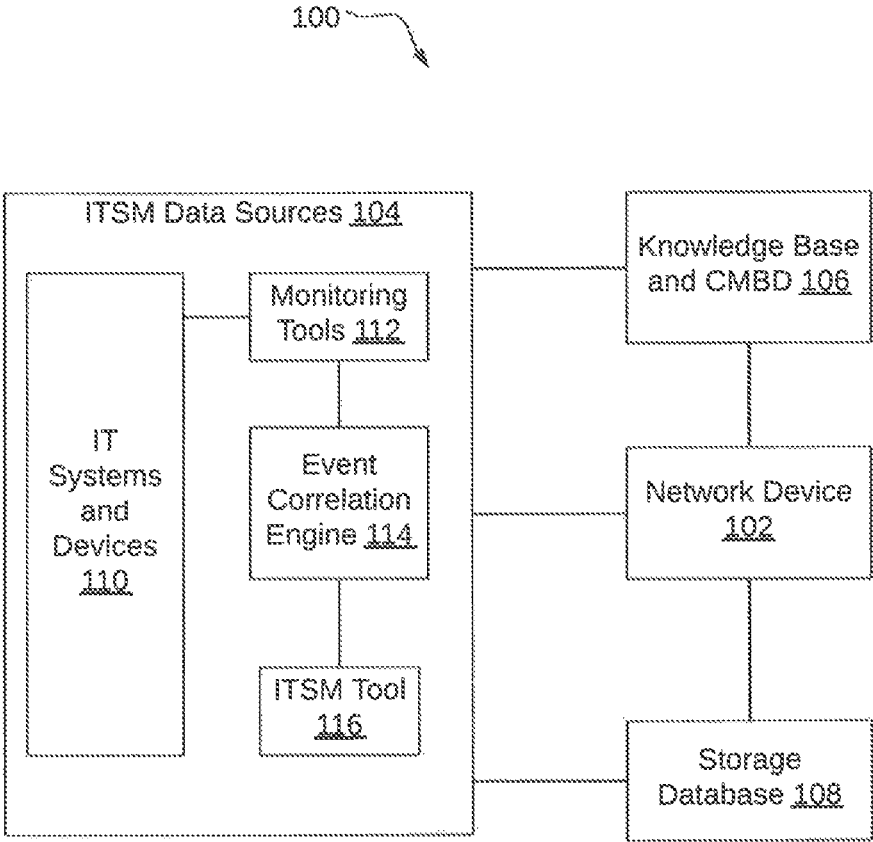 100
ITSM Data Sources 104
IT
Systems
and
Devices
110
Monitoring
Tools 112
Event
Correlation
Engine 114
ITSM Tool
116
Knowledge Base
and CMBD 106
Network Device
102
Storage
Database 108